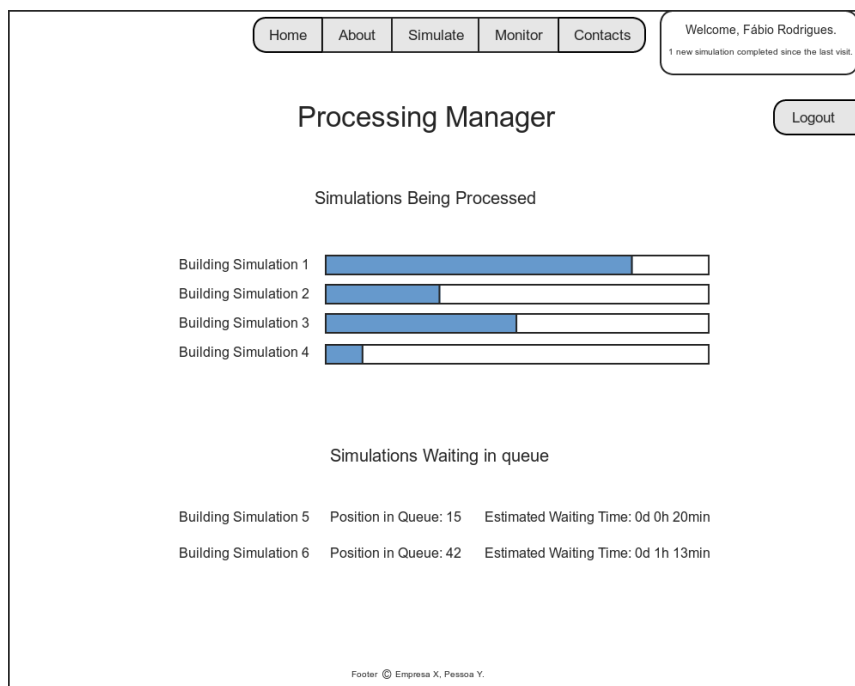 Home About Simulate Monitor Contacts
Welcome, Fábio Rodrigues.
1 new simulation completed since the last visit.
Processing Manager
Logout
Simulations Being Processed
Building Simulation 1
Building Simulation 2
Building Simulation 3
Building Simulation 4
Simulations Waiting in queue
Building Simulation 5 Position in Queue: 15 Estimated Waiting Time: 0d 0h 20min
Building Simulation 6 Position in Queue: 42 Estimated Waiting Time: 0d 1h 13min
Footer © Empresa X, Pessoa Y.